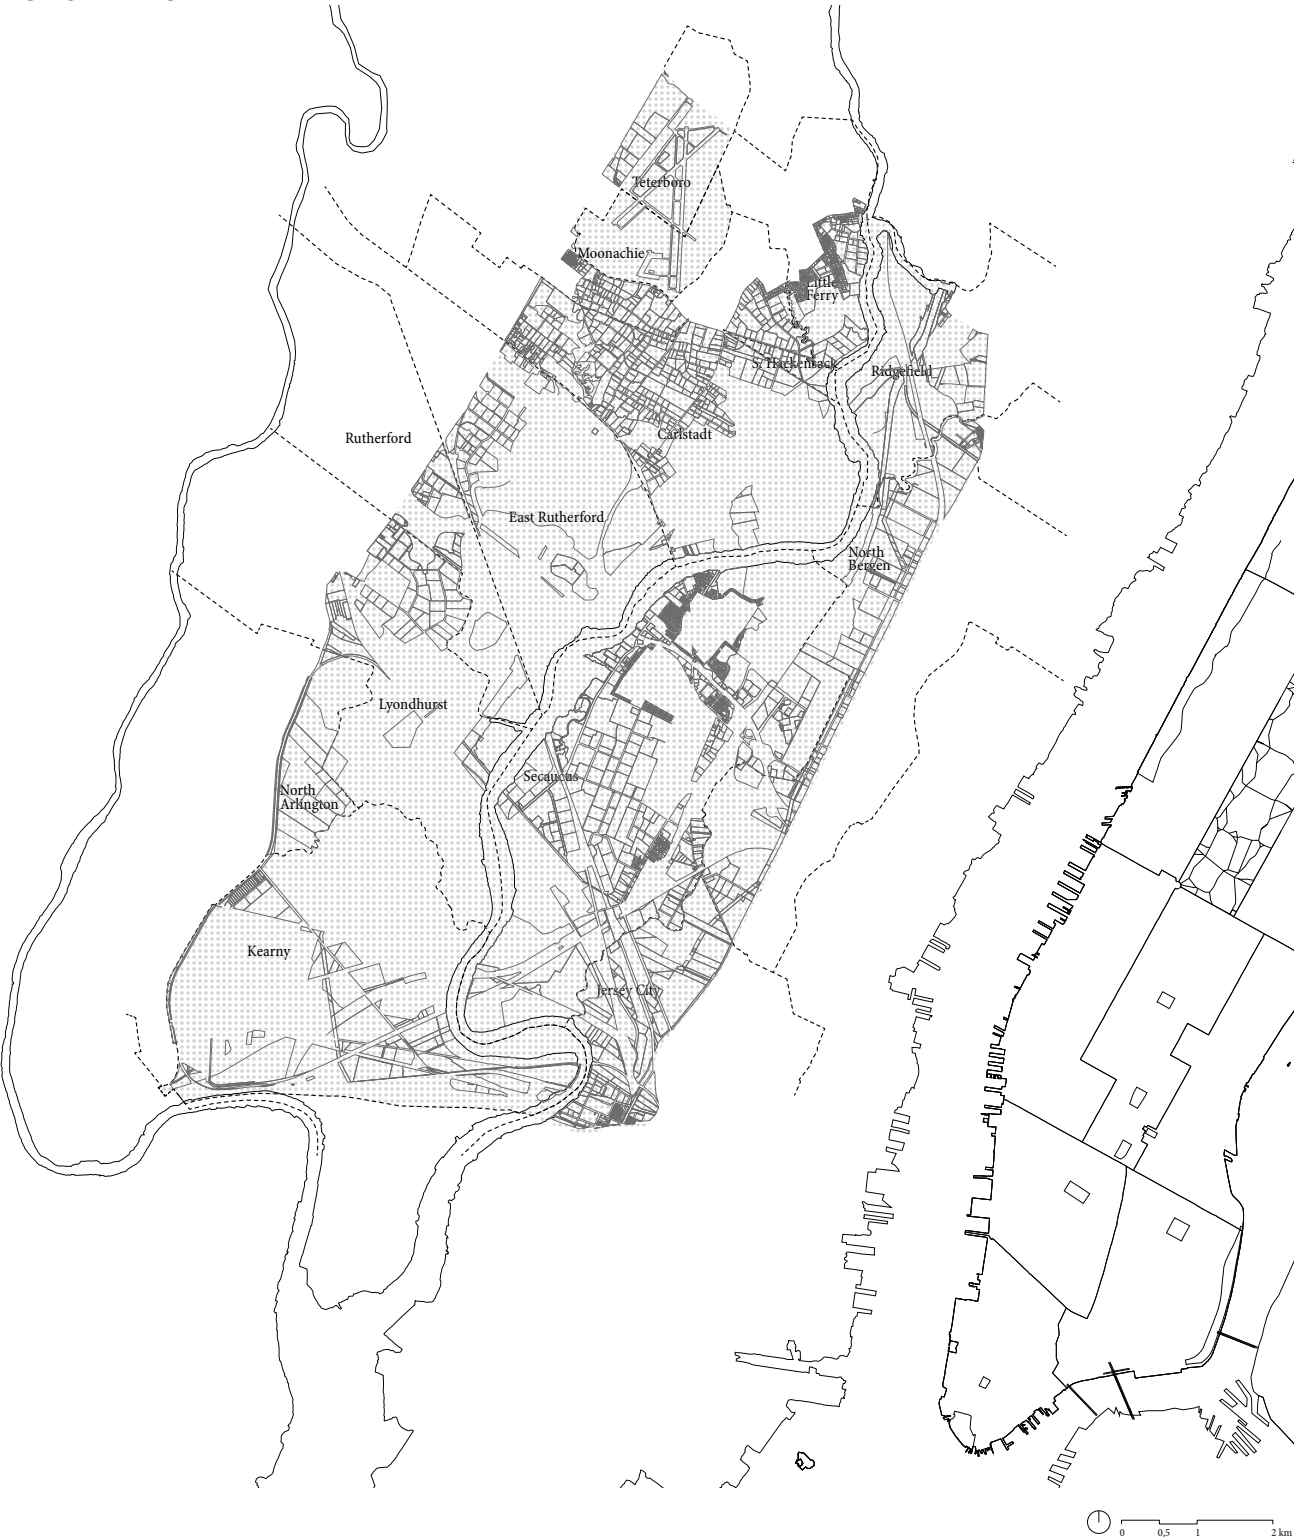 Teterboro
Moonachie
Little
Ferry
S. Hackensack
Ridgefield
Rutherford
Carlstadt
East Rutherford
North
Bergen
Lyondhurst
Secaucus
North
Arlington
Kearny
Jersey City
0 0,5 1 2 km